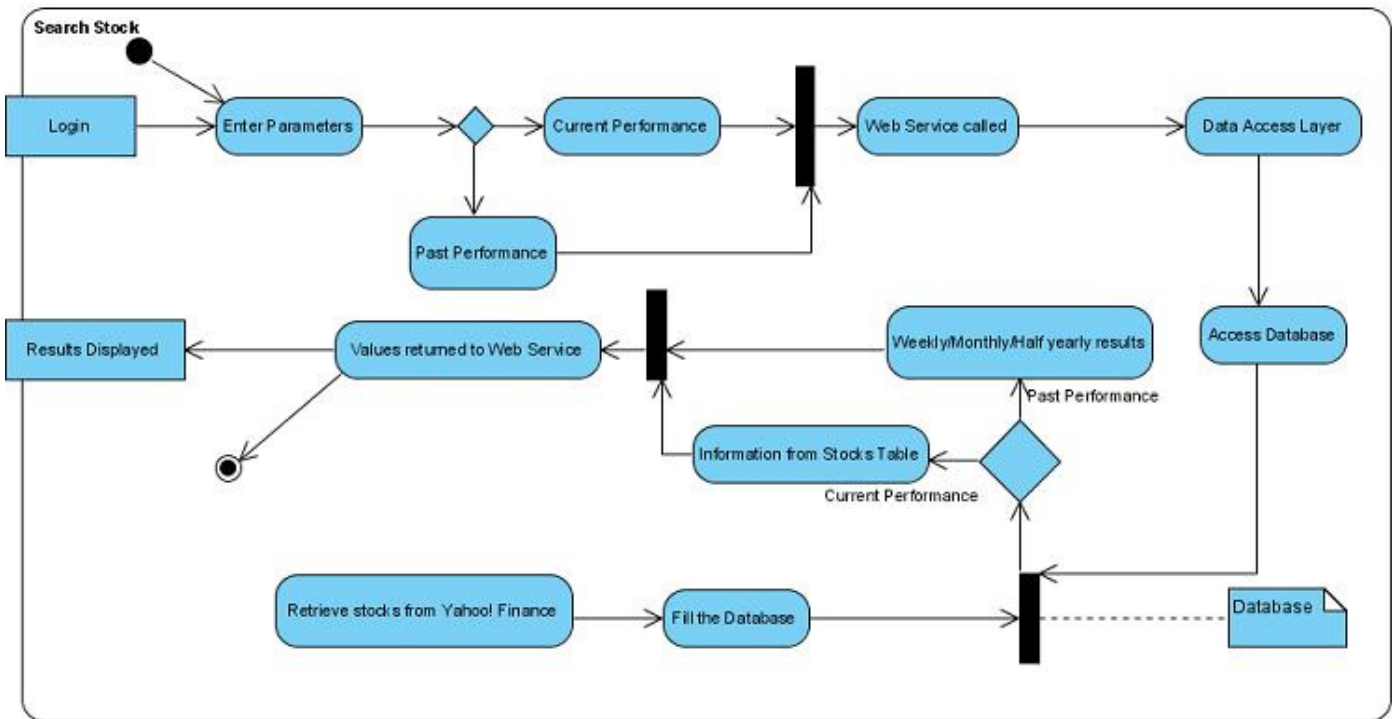 Search Stock
Login
Enter Parameters
Current Performance
Web Service called
Data Access Layer
Past Performance
Results Displayed
Values returned to Web Service
Weekly/Monthly/Half yearly results
Access Database
Past Performance
Information from Stocks Table
Current Performance
Retrieve stocks from Yahoo! Finance
Fill the Database
Database